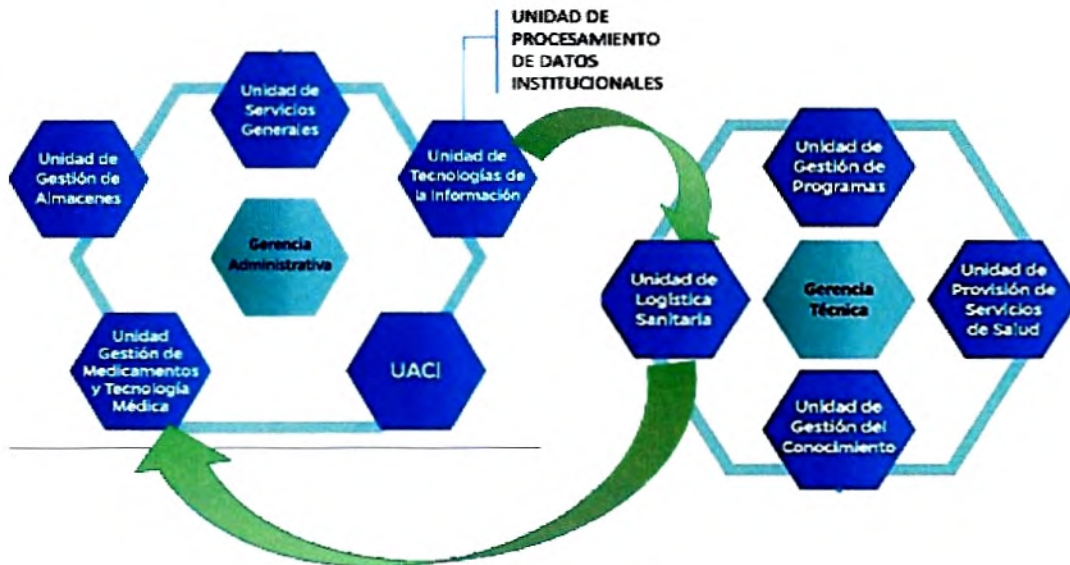 UNIDAD DE
PROCESAMIENTO
DE DATOS
INSTITUCIONALES
Unidad de
Servicios
Generales
Unidad de
Gestión de
Almacenes
Unidad de
Tecnologías de
la Información
Gerencia
Administrativa
Unidad
Gestión de
Medicamentos
y Tecnología
Médica
UACI
Unidad de
Gestión de
Programas
Unidad de
Logística
Sanitaria
Gerencia
Técnica
Unidad de
Provisión de
Servicios
de Salud
Unidad de
Gestión del
Conocimiento